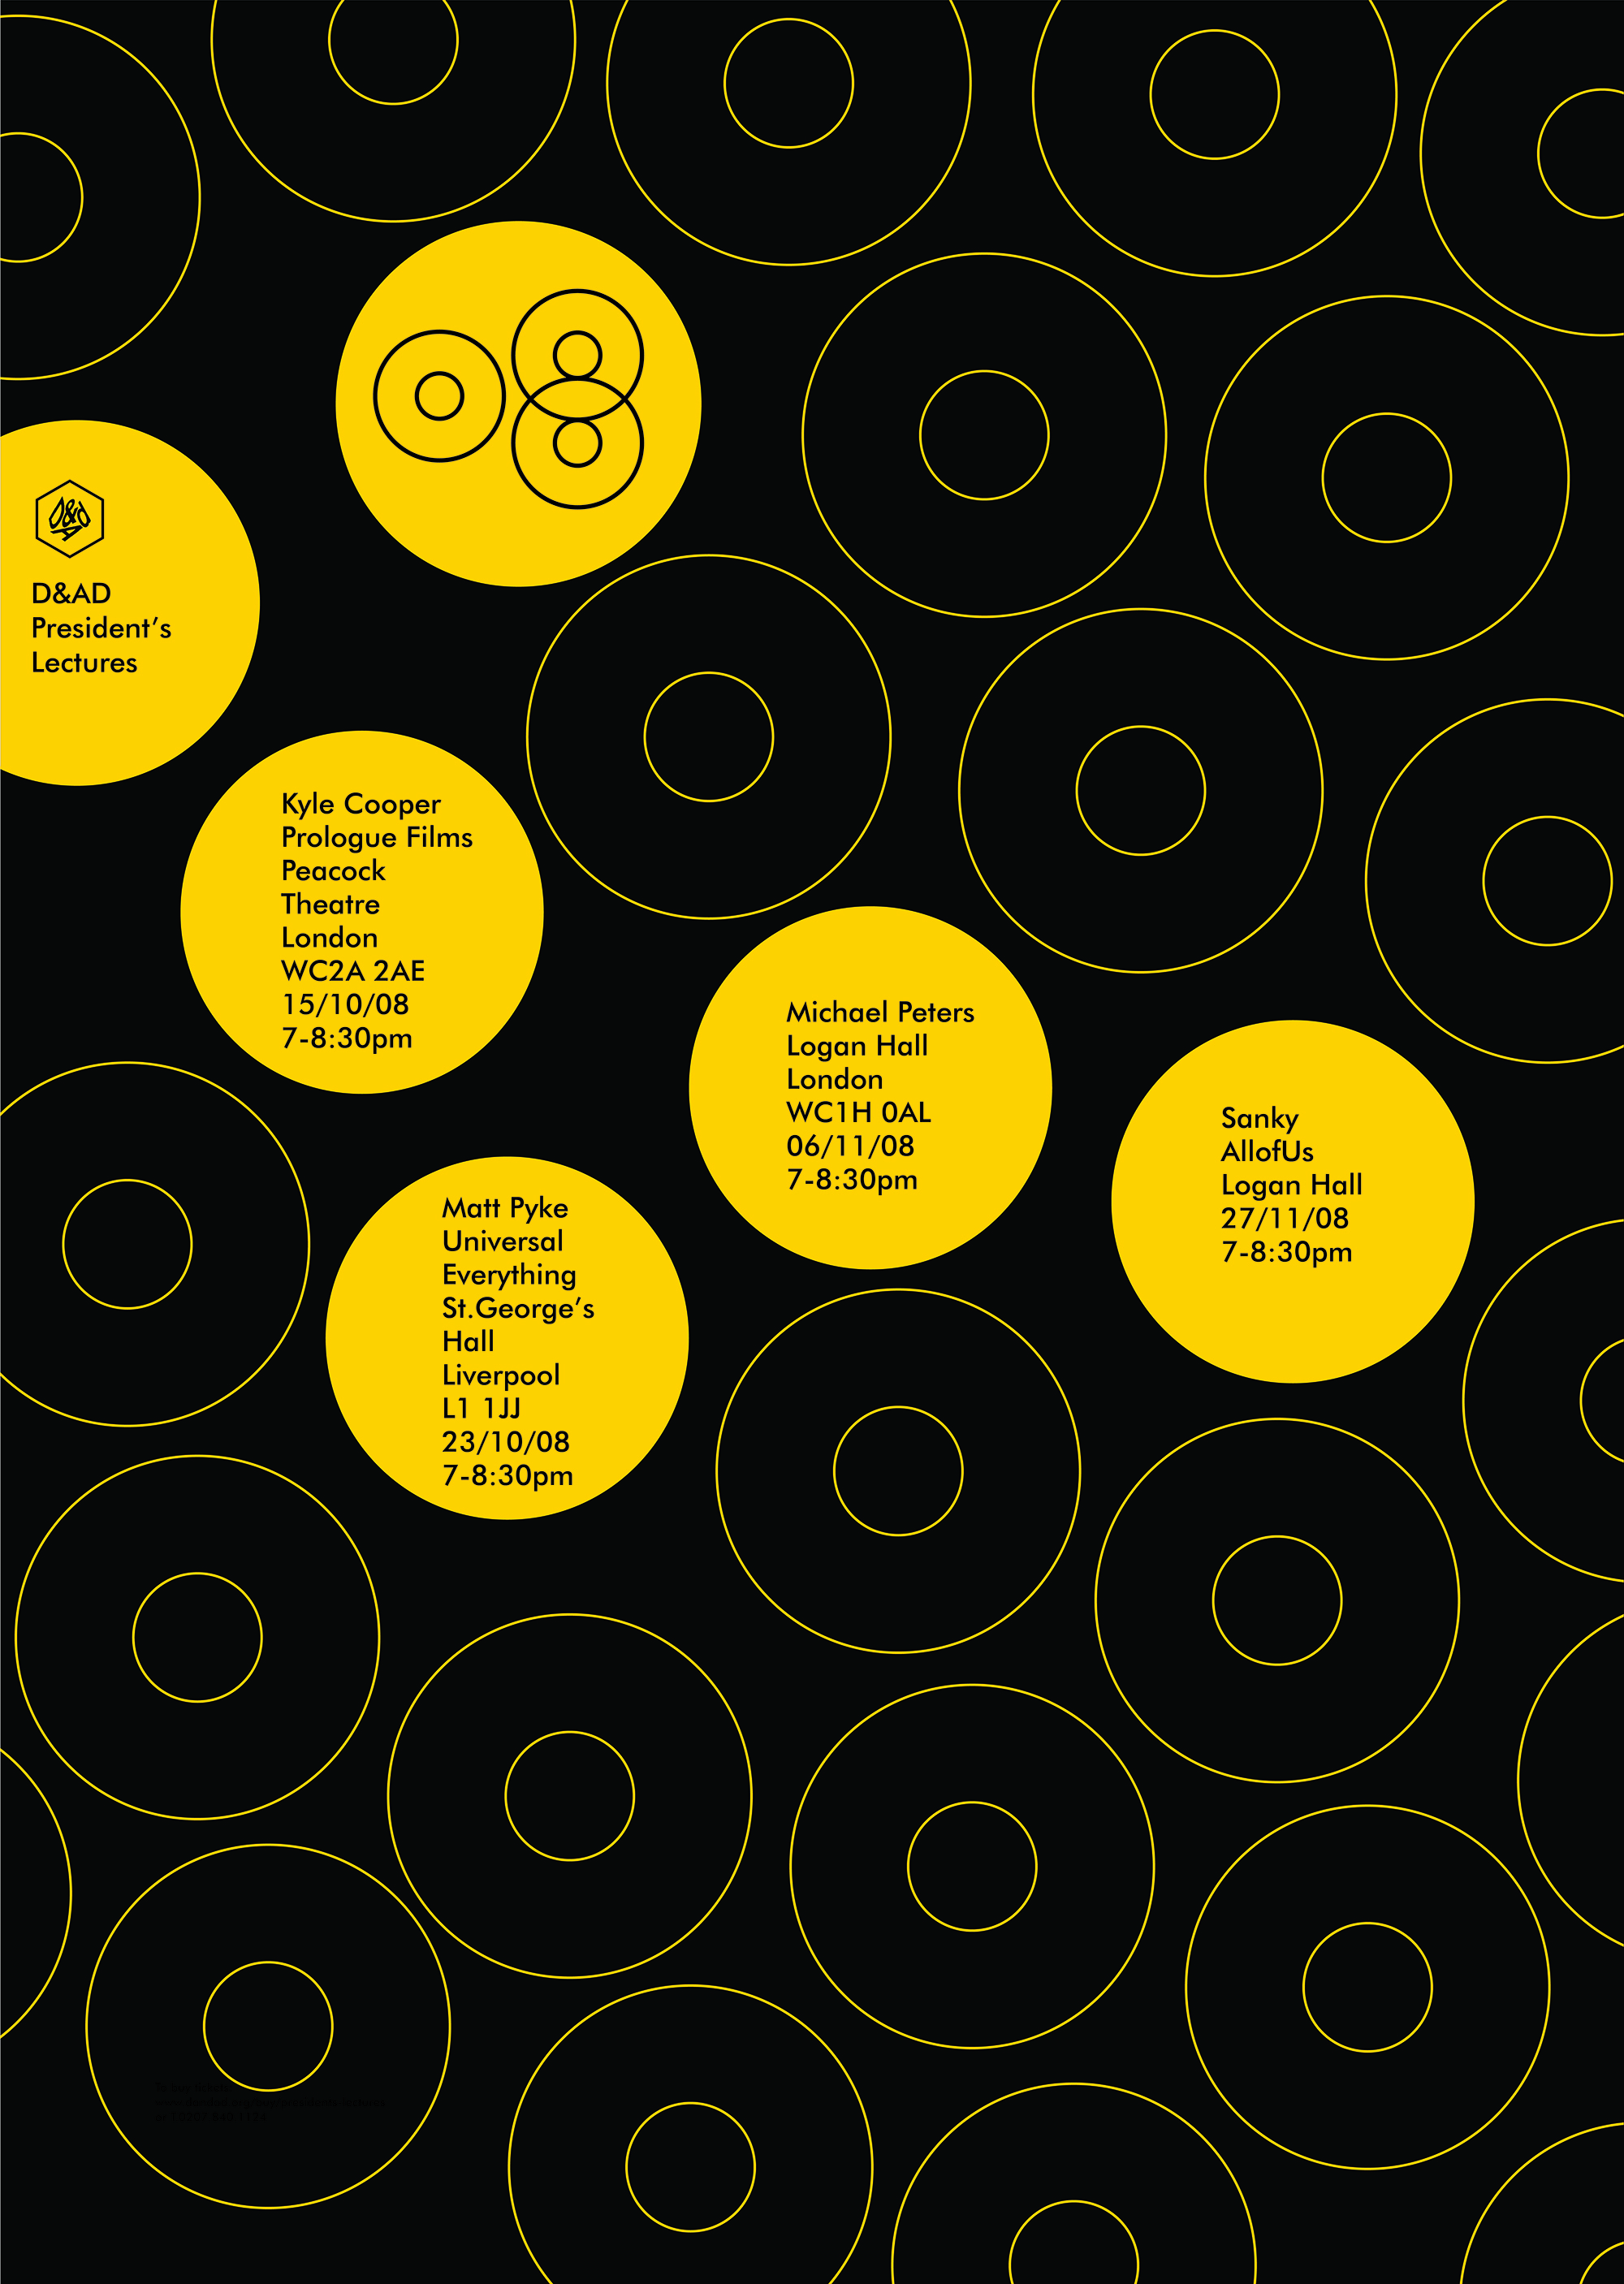 08
D&AD
D&AD
President’s
Lectures
Kyle Cooper
Prologue Films
Peacock
Theatre
London
WC2A 2AE
15/10/08
7-8:30pm
Michael Peters
Logan Hall
London
WC1H 0AL
06/11/08
7-8:30pm
Sanky
AllofUs
Logan Hall
27/11/08
7-8:30pm
Matt Pyke
Universal
Everything
St.George’s
Hall
Liverpool
L1 1JJ
23/10/08
7-8:30pm